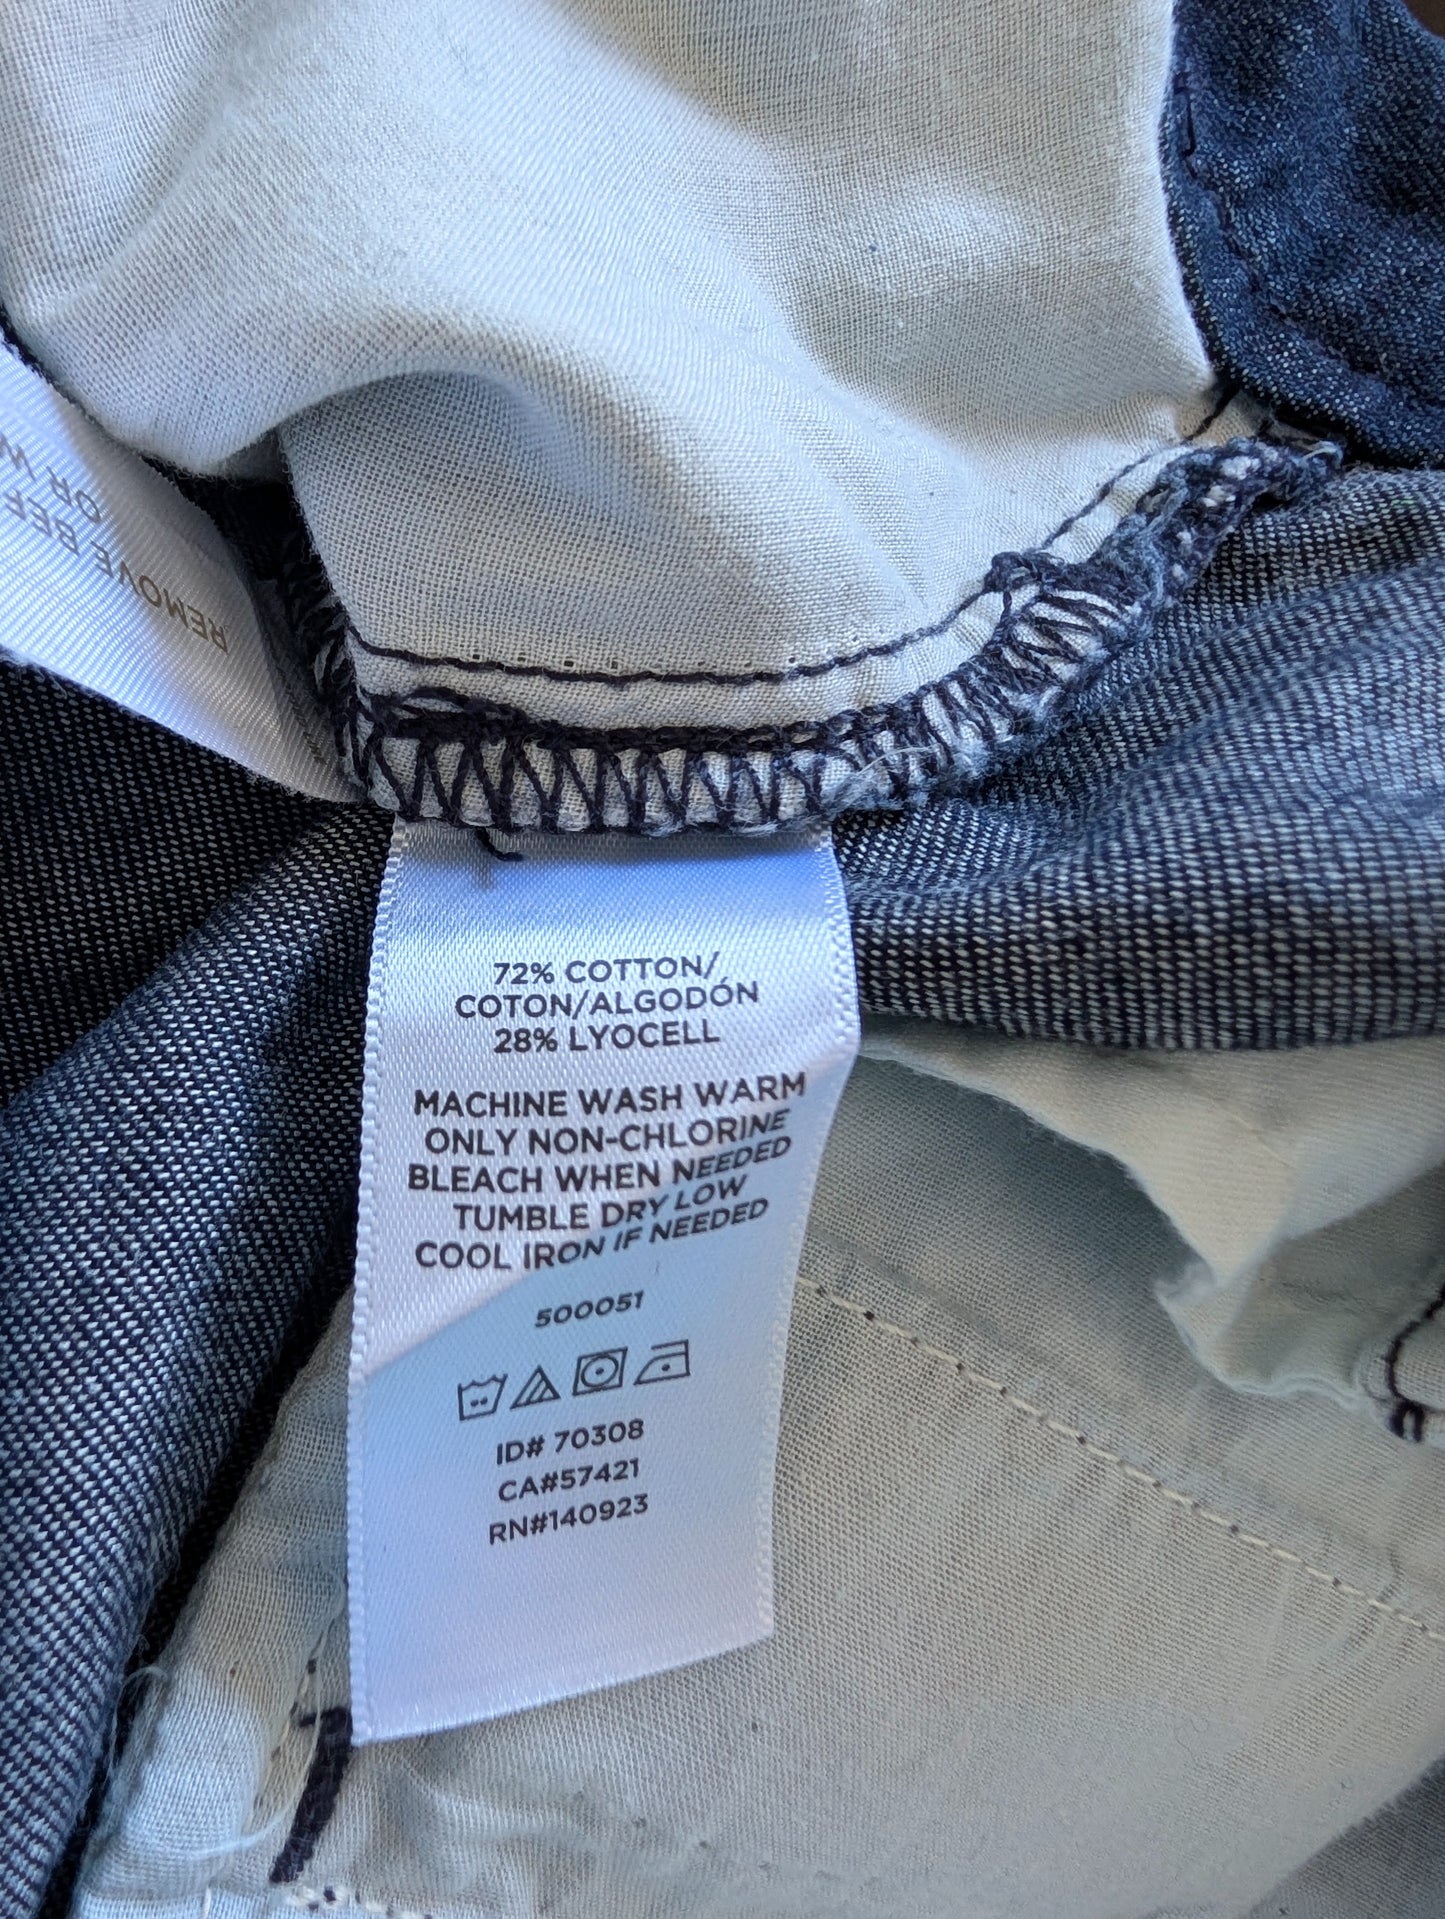 72% COTTON/
COTON/ALGODÓN
28% LYOCELL
MACHINE WASH WARM
ONLY NON-CHLORINE
BLEACH WHEN NEEDED
TUMBLE DRY LOW
COOL IRON IF NEEDED
500051
ID# 70308
CA#57421
RN#140923
REMOVE
OR